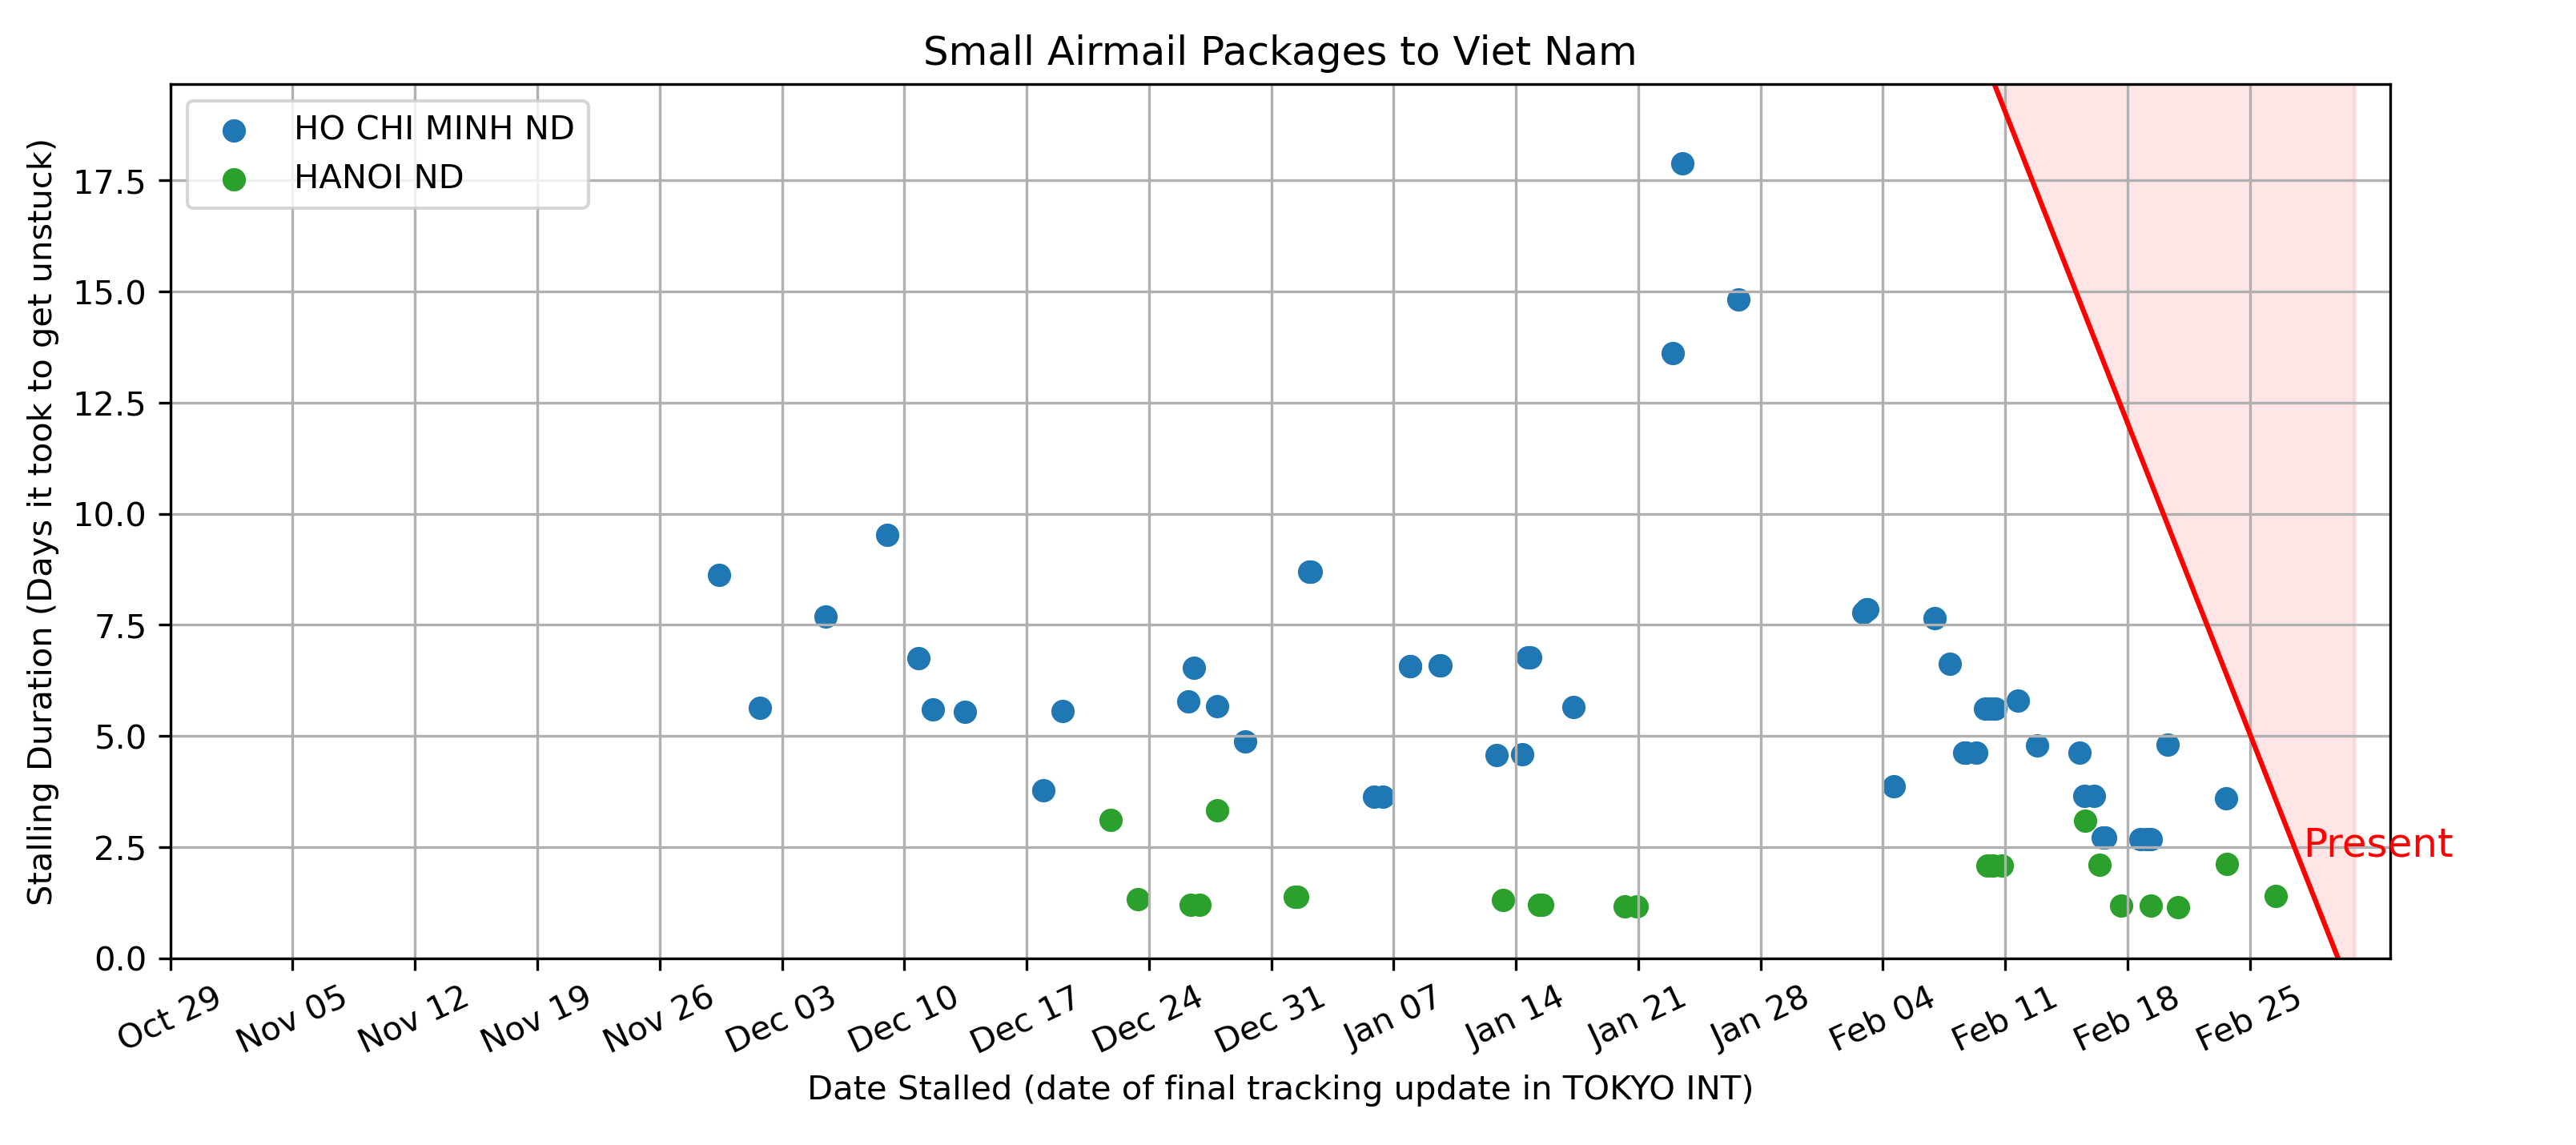 Small Airmail Packages to Viet Nam
HO CHI MINH ND
HANOI ND
Stalling Duration (Days it took to get unstuck)
17.5
15.0
12.5
10.0
7.5
5.0
2.5
0.0
Present
Oct 29 Nov 05 Nov 12 Nov 19 Nov 26 Dec 03 Dec 10 Dec 17 Dec 24 Dec 31 Jan 07 Jan 14 Jan 21 Jan 28 Feb 04 Feb 11 Feb 18 Feb 25
Date Stalled (date of final tracking update in TOKYO INT)